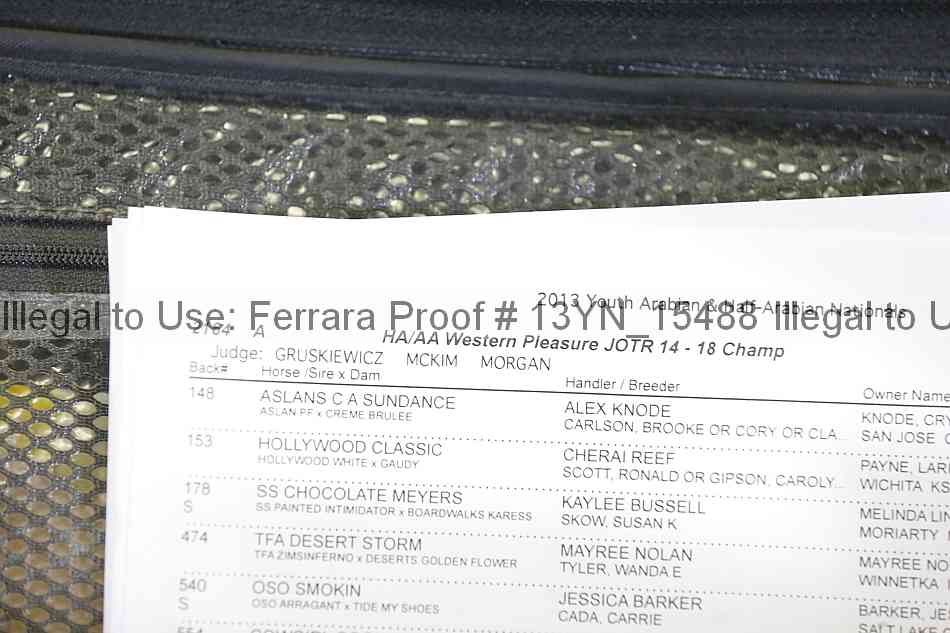 2013 Youth Arabian & Half-Arabian Nationals
Illegal to Use: Ferrara Proof # 13YN_15488 Illegal to U
A
HA/AA Western Pleasure JOTR 14 - 18 Champ
Judge: GRUSKIEWICZ MCKIM MORGAN
Back# Horse /Sire x Dam Handler / Breeder Owner Name
148 ASLANS C A SUNDANCE ALEX KNODE KNODE, CRY
ASLAN PF x CREME BRULEE CARLSON, BROOKE OR CORY OR CLA... SAN JOSE C
153 HOLLYWOOD CLASSIC CHERAI REEF PAYNE, LARI
HOLLYWOOD WHITE x GAUDY SCOTT, RONALD OR GIPSON, CAROLY... WICHITA KS
178 SS CHOCOLATE MEYERS KAYLEE BUSSELL MELINDA LIN
S SS PAINTED INTIMIDATOR x BOARDWALKS KARESS SKOW, SUSAN K MORIARTY
474 TFA DESERT STORM MAYREE NOLAN MAYREE NO
TFA ZIMSINFERNO x DESERTS GOLDEN FLOWER TYLER, WANDA E WINNETKA
540 OSO SMOKIN JESSICA BARKER BARKER, JES
S OSO ARRAGANT x TIDE MY SHOES CADA, CARRIE SALT LAKE C